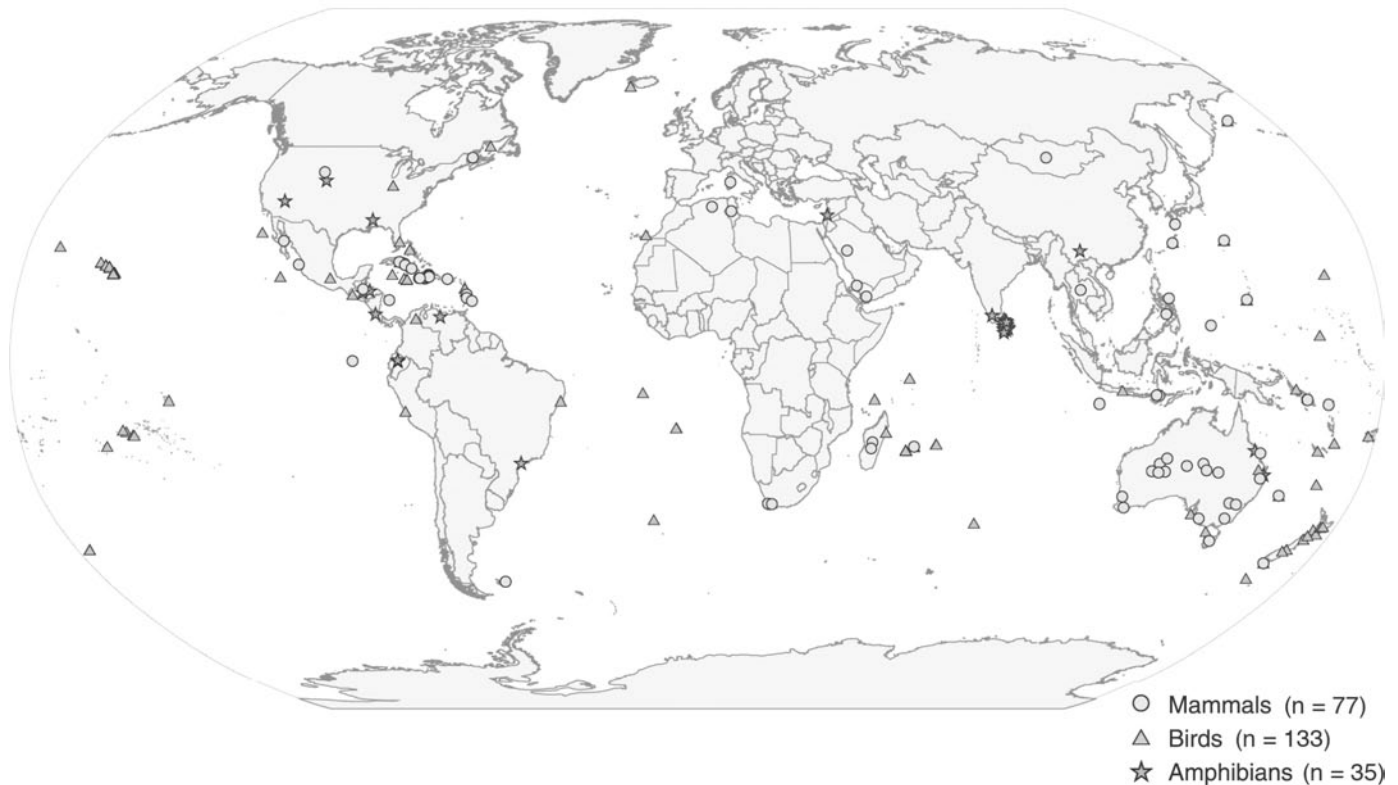 Mammals (n = 77)
Birds (n = 133)
Amphibians (n = 35)